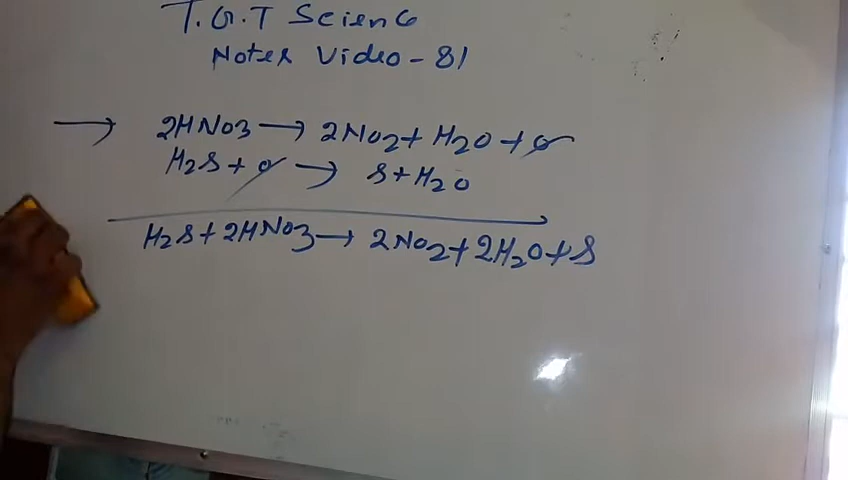 T.G.T Science
Notes Video - 81
→ 2HNO3 → 2NO2 + H2O + O
H2S + O → S + H2O
H2S + 2HNO3 → 2NO2 + 2H2O + S